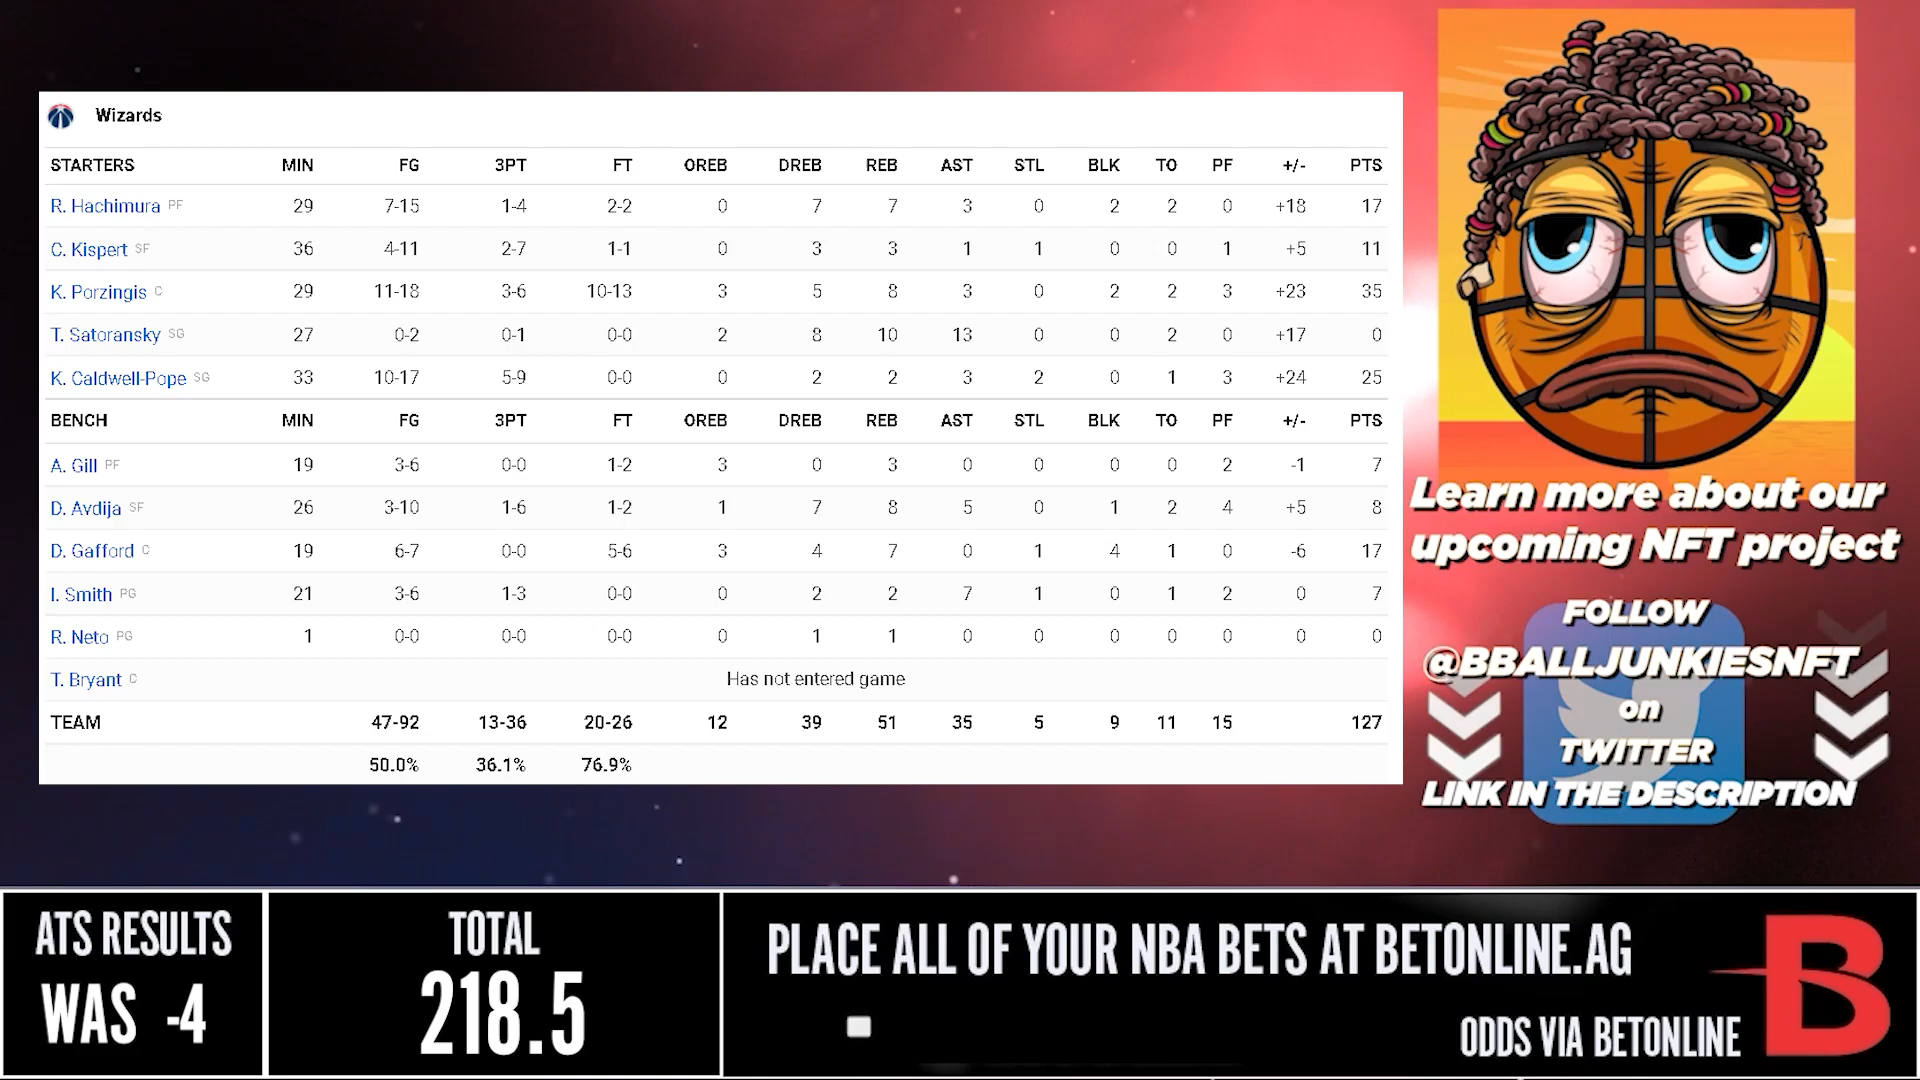 Wizards
STARTERS MIN FG 3PT FT OREB DREB REB AST STL BLK TO PF +/- PTS
R. Hachimura PF 29 7-15 1-4 2-2 0 7 7 3 0 2 2 0 +18 17
C. Kispert SF 36 4-11 2-7 1-1 0 3 3 1 1 0 0 1 +5 11
K. Porzingis C 29 11-18 3-6 10-13 3 5 8 3 0 2 2 3 +23 35
T. Satoransky SG 27 0-2 0-1 0-0 2 8 10 13 0 0 2 0 +17 0
K. Caldwell-Pope SG 33 10-17 5-9 0-0 0 2 2 3 2 0 1 3 +24 25
BENCH MIN FG 3PT FT OREB DREB REB AST STL BLK TO PF +/- PTS
A. Gill PF 19 3-6 0-0 1-2 3 0 3 0 0 0 0 2 -1 7
D. Avdija SF 26 3-10 1-6 1-2 1 7 8 5 0 1 2 4 +5 8
D. Gafford C 19 6-7 0-0 5-6 3 4 7 0 1 4 1 0 -6 17
I. Smith PG 21 3-6 1-3 0-0 0 2 2 7 1 0 1 2 0 7
R. Neto PG 1 0-0 0-0 0-0 0 1 1 0 0 0 0 0 0 0
T. Bryant C Has not entered game
TEAM 47-92 13-36 20-26 12 39 51 35 5 9 11 15 127
50.0% 36.1% 76.9%
Learn more about our
upcoming NFT project
FOLLOW
@BBALLJUNKIESNFT
on
TWITTER
LINK IN THE DESCRIPTION
ATS RESULTS
WAS -4
TOTAL
218.5
PLACE ALL OF YOUR NBA BETS AT BETONLINE.AG
ODDS VIA BETONLINE
B